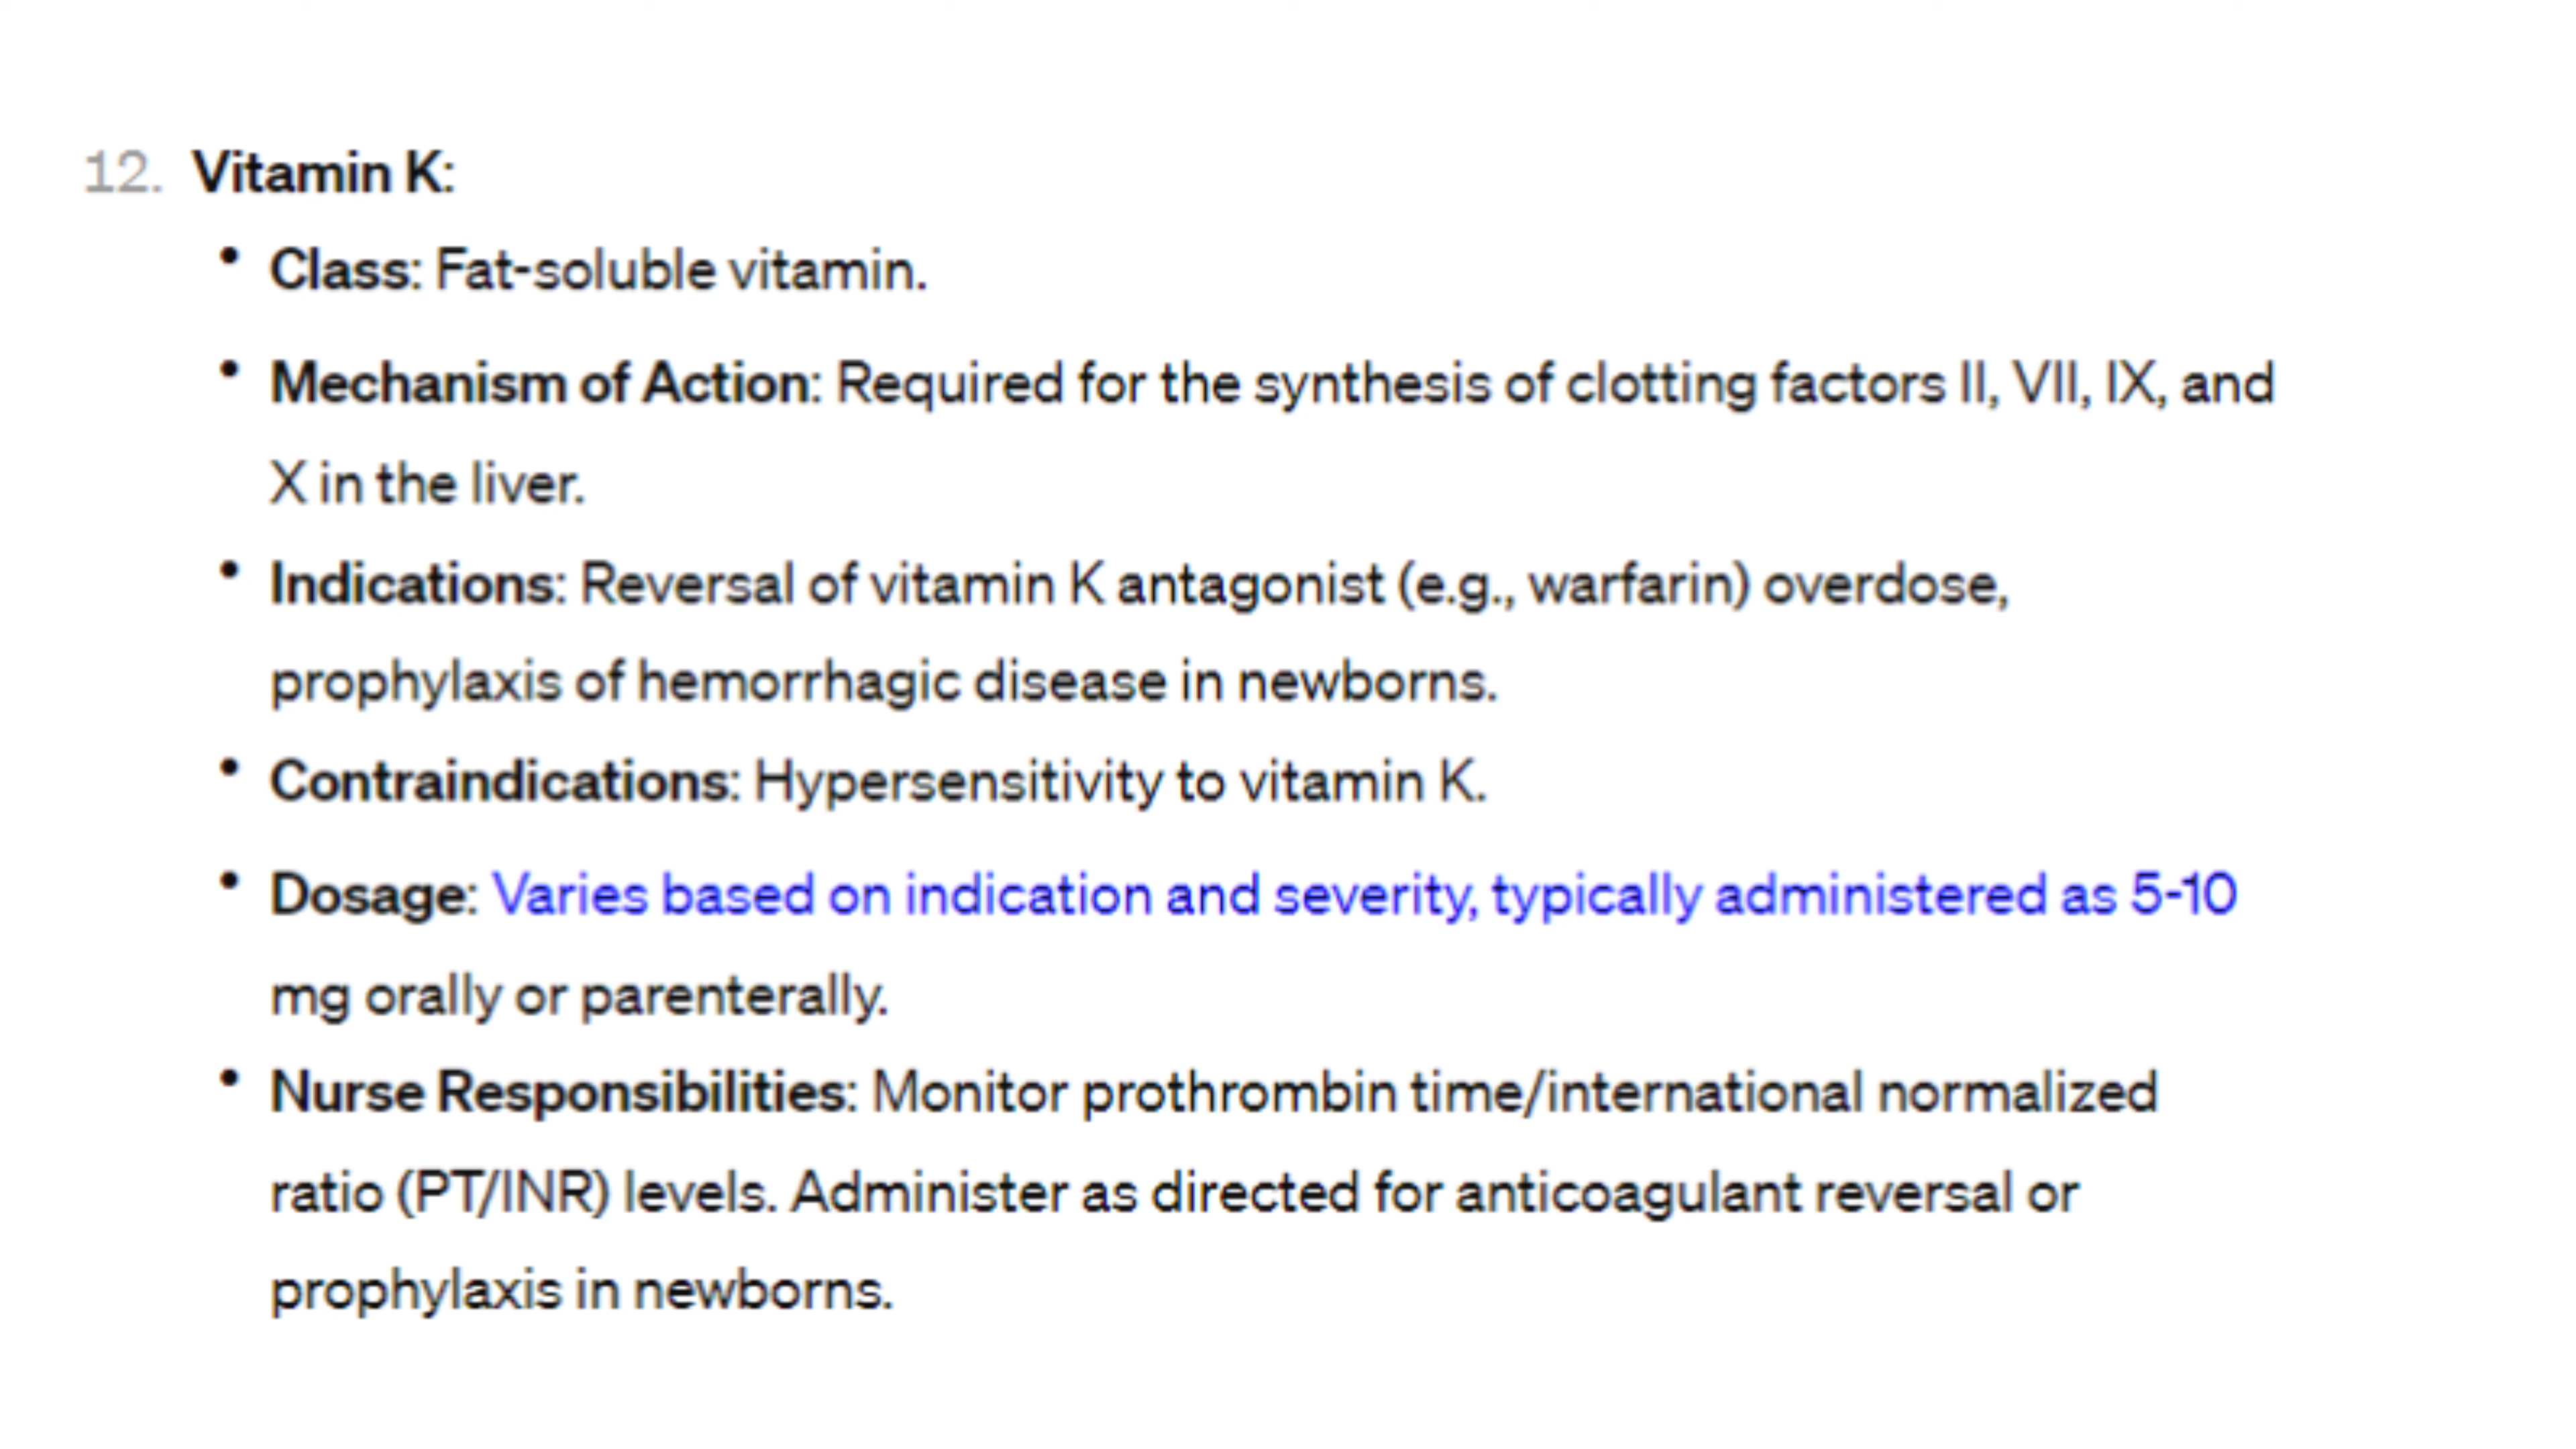 12. Vitamin K:
• Class: Fat-soluble vitamin.
• Mechanism of Action: Required for the synthesis of clotting factors II, VII, IX, and
X in the liver.
• Indications: Reversal of vitamin K antagonist (e.g., warfarin) overdose,
prophylaxis of hemorrhagic disease in newborns.
• Contraindications: Hypersensitivity to vitamin K.
• Dosage: Varies based on indication and severity, typically administered as 5-10
mg orally or parenterally.
• Nurse Responsibilities: Monitor prothrombin time/international normalized
ratio (PT/INR) levels. Administer as directed for anticoagulant reversal or
prophylaxis in newborns.